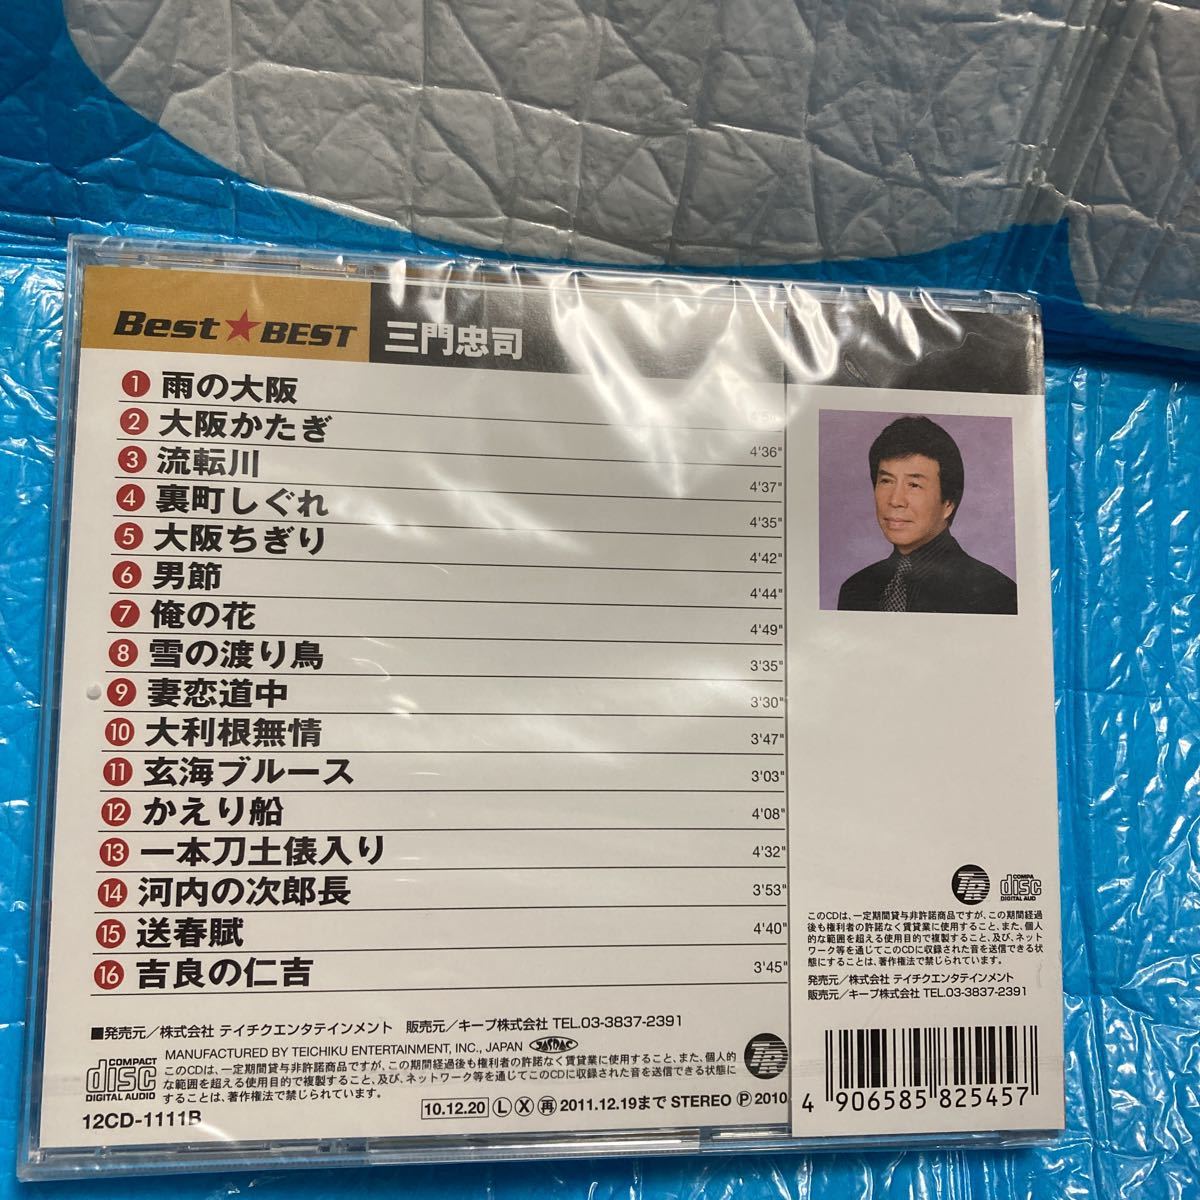 Best★BEST 三門忠司
1 雨の大阪
2 大阪かたぎ 4'36"
3 流転川 4'37"
4 裏町しぐれ 4'35"
5 大阪ちぎり 4'42"
6 男節 4'44"
7 俺の花 4'49"
8 雪の渡り鳥 3'35"
9 妻恋道中 3'30"
10 大利根無情 3'47"
11 玄海ブルース 3'03"
12 かえり船 4'08"
13 一本刀土俵入り 4'32"
14 河内の次郎長 3'53"
15 送春賦 4'40"
16 吉良の仁吉 3'45"
■発売元／株式会社 テイチクエンタテインメント 販売元／キープ株式会社 TEL.03-3837-2391
MANUFACTURED BY TEICHIKU ENTERTAINMENT, INC., JAPAN JASRAC
COMPACT disc DIGITAL AUDIO
このCDは、一定期間貸与非許諾商品ですが、この期間経過後も権利者の許諾なく賃貸業に使用すること、また、個人的
な範囲を超える使用目的で複製すること、及び、ネットワーク等を通じてこのCDに収録された音を送信できる状態に
することは、著作権法で禁じられています。
TR
12CD-1111B
10.12.20 Ⓛ Ⓧ 再 2011.12.19まで STEREO Ⓟ 2010
TR COMPA disc DIGITAL AUD
このCDは、一定期間貸与非許諾商品ですが、この期間経過
後も権利者の許諾なく賃貸業に使用すること、また、個人
的な範囲を超える使用目的で複製すること、及び、ネット
ワーク等を通じてこのCDに収録された音を送信できる状
態にすることは、著作権法で禁じられています。
発売元／株式会社 テイチクエンタテインメント
販売元／キープ株式会社 TEL.03-3837-2391
4 906585 825457